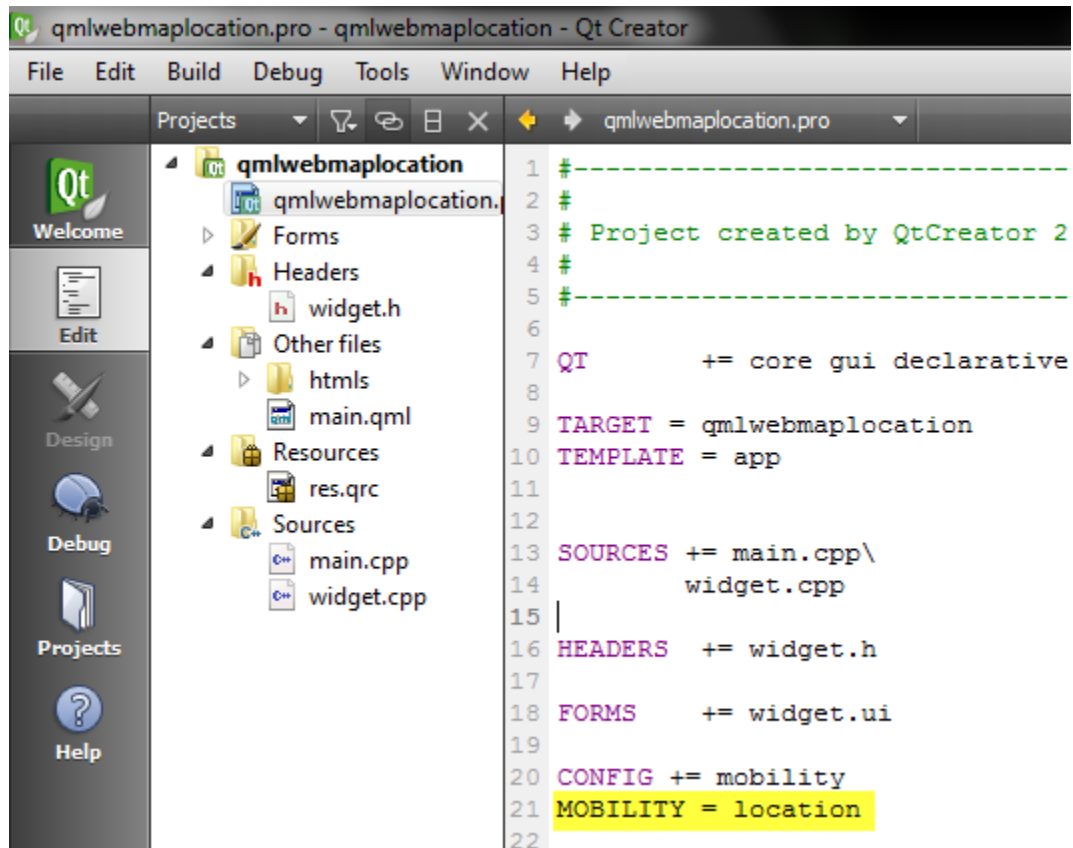 qmlwebmaplocation.pro - qmlwebmaplocation - Qt Creator
File Edit Build Debug Tools Window Help
Projects
qmlwebmaplocation.pro
Qt
Welcome
Edit
Design
Debug
Projects
Help
qmlwebmaplocation
qmlwebmaplocation.
Forms
Headers
widget.h
Other files
htmls
main.qml
Resources
res.qrc
Sources
main.cpp
widget.cpp
1 #------------------------------
2 #
3 # Project created by QtCreator 2
4 #
5 #------------------------------
6
7 QT       += core gui declarative
8
9 TARGET = qmlwebmaplocation
10 TEMPLATE = app
11
12
13 SOURCES += main.cpp\
14         widget.cpp
15
16 HEADERS  += widget.h
17
18 FORMS    += widget.ui
19
20 CONFIG += mobility
21 MOBILITY = location
22